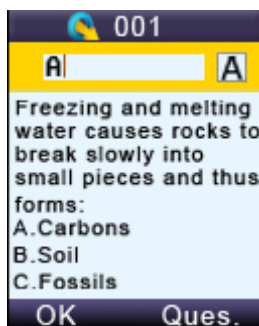 001
A A
Freezing and melting
water causes rocks to
break slowly into
small pieces and thus
forms:
A.Carbons
B.Soil
C.Fossils
OK Ques.